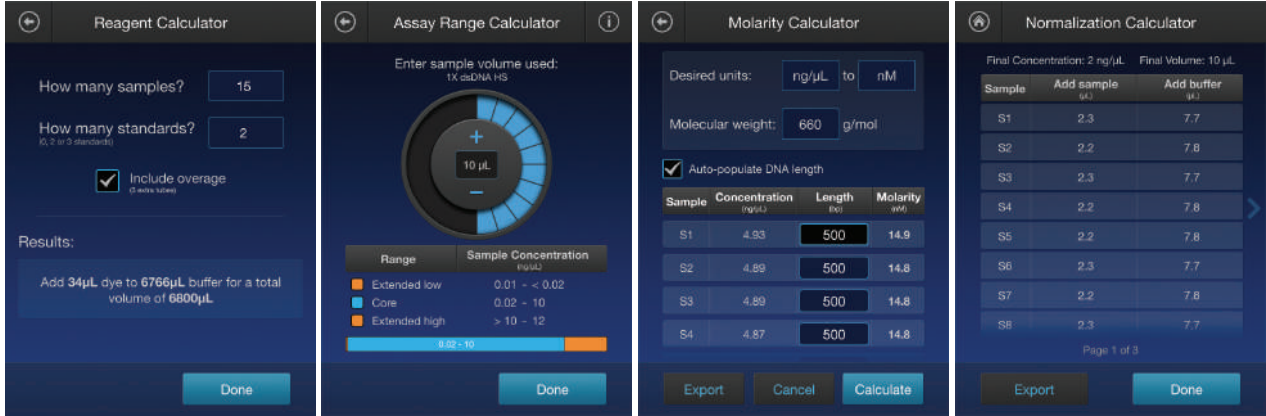 Reagent Calculator
How many samples? 15
How many standards? 2
(0, 2 or 3 standards)
Include overage
(3 extra tubes)
Results:
Add 34µL dye to 6766µL buffer for a total
volume of 6800µL
Done
Assay Range Calculator
Enter sample volume used:
1X dsDNA HS
+
10 µL
−
Range Sample Concentration
(ng/µL)
Extended low 0.01 - < 0.02
Core 0.02 - 10
Extended high > 10 - 12
0.02 - 10
Done
Molarity Calculator
Desired units: ng/µL to nM
Molecular weight: 660 g/mol
Auto-populate DNA length
Sample Concentration Length Molarity
(ng/µL) (bp) (nM)
S1 4.93 500 14.9
S2 4.89 500 14.8
S3 4.89 500 14.8
S4 4.87 500 14.8
Export Cancel Calculate
Normalization Calculator
Final Concentration: 2 ng/µL Final Volume: 10 µL
Sample Add sample Add buffer
(µL) (µL)
S1 2.3 7.7
S2 2.2 7.8
S3 2.3 7.7
S4 2.2 7.8
S5 2.2 7.8
S6 2.3 7.7
S7 2.2 7.8
S8 2.3 7.7
Page 1 of 3
Export Done